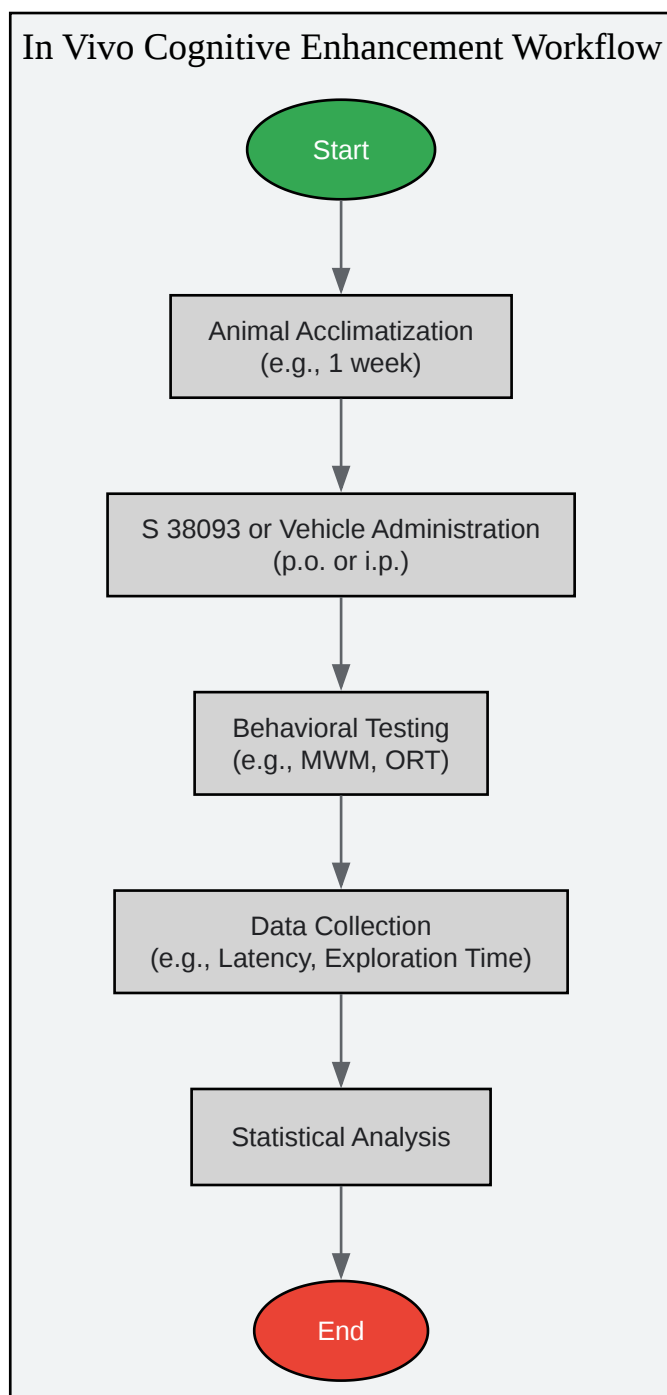 In Vivo Cognitive Enhancement Workflow
Start
Animal Acclimatization
(e.g., 1 week)
S 38093 or Vehicle Administration
(p.o. or i.p.)
Behavioral Testing
(e.g., MWM, ORT)
Data Collection
(e.g., Latency, Exploration Time)
Statistical Analysis
End